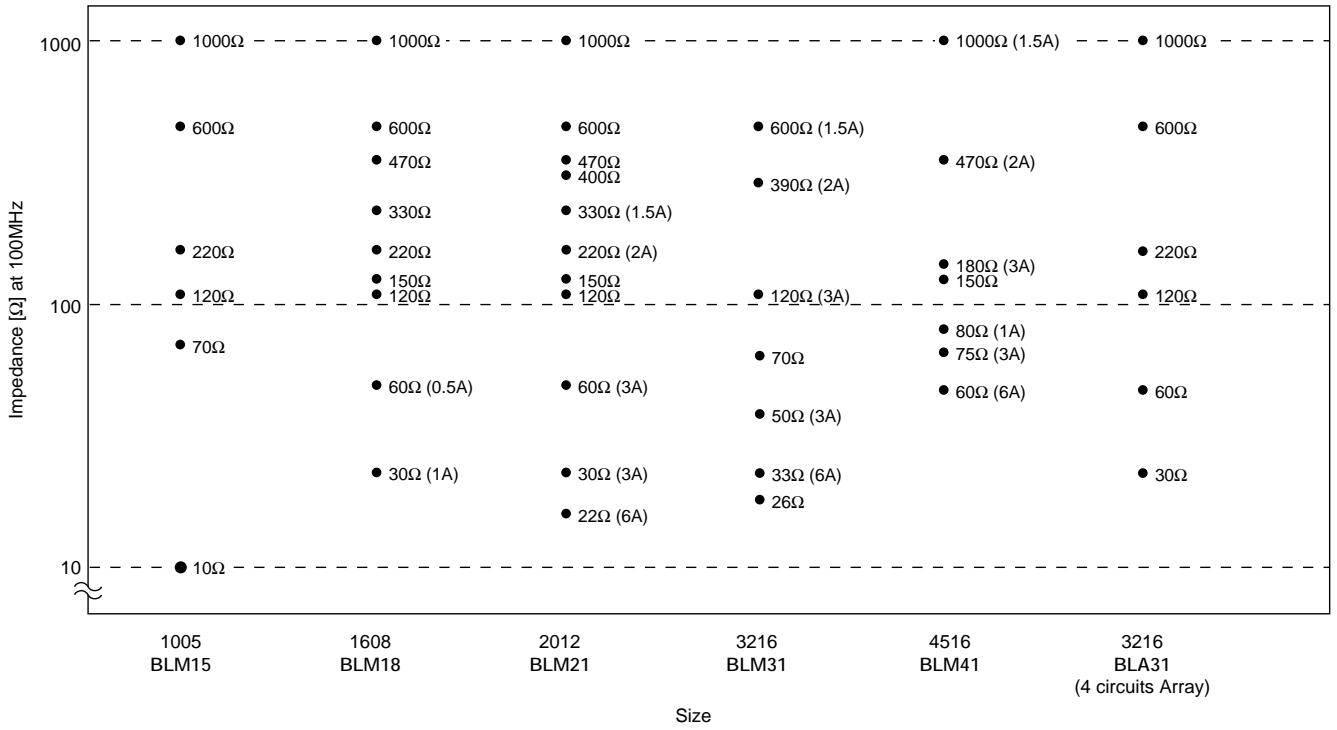 Impedance [Ω] at 100MHz
1000
1000Ω
1000Ω
1000Ω
1000Ω (1.5A)
1000Ω
600Ω
600Ω
600Ω
600Ω (1.5A)
600Ω
470Ω
470Ω
470Ω (2A)
400Ω
390Ω (2A)
330Ω
330Ω (1.5A)
220Ω
220Ω
220Ω (2A)
220Ω
180Ω (3A)
150Ω
150Ω
150Ω
120Ω
120Ω
120Ω
120Ω (3A)
120Ω
100
80Ω (1A)
70Ω
75Ω (3A)
70Ω
60Ω (0.5A)
60Ω (3A)
60Ω (6A)
60Ω
50Ω (3A)
30Ω (1A)
30Ω (3A)
33Ω (6A)
30Ω
26Ω
22Ω (6A)
10
10Ω
1005
BLM15
1608
BLM18
2012
BLM21
3216
BLM31
4516
BLM41
3216
BLA31
(4 circuits Array)
Size